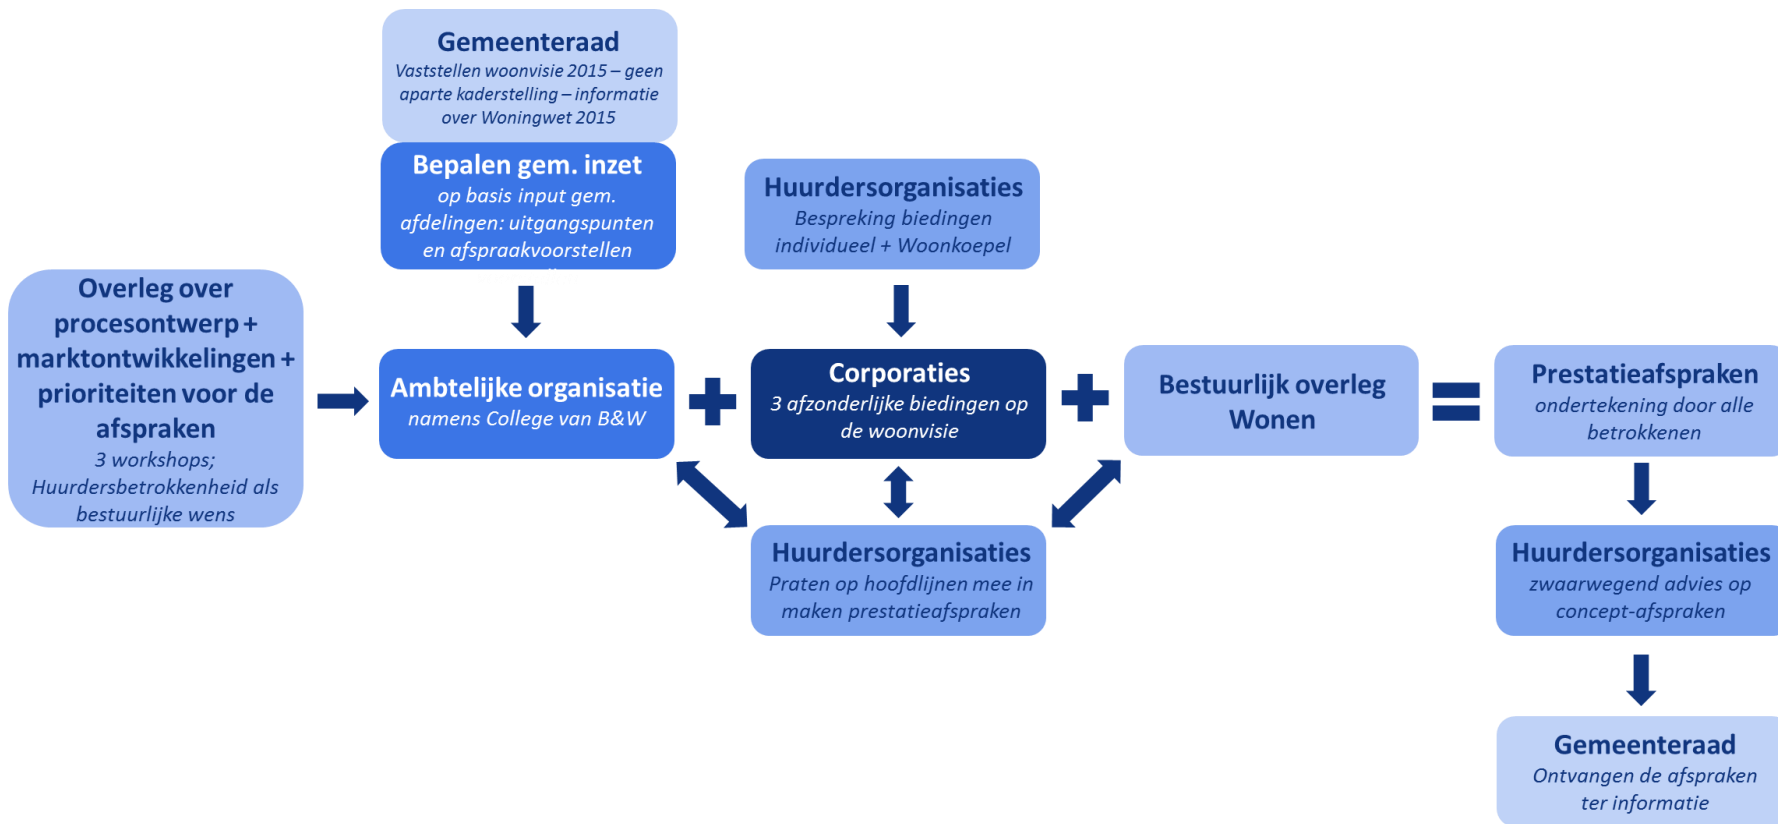 Gemeenteraad
Vaststellen woonvisie 2015 – geen
aparte kaderstelling – informatie
over Woningwet 2015
Bepalen gem. inzet
op basis input gem.
afdelingen: uitgangspunten
en afspraakvoorstellen
Huurdersorganisaties
Bespreking biedingen
individueel + Woonkoepel
Overleg over
procesontwerp +
marktontwikkelingen +
prioriteiten voor de
afspraken
3 workshops;
Huurdersbetrokkenheid als
bestuurlijke wens
Ambtelijke organisatie
namens College van B&W
Corporaties
3 afzonderlijke biedingen op
de woonvisie
Bestuurlijk overleg
Wonen
Prestatieafspraken
ondertekening door alle
betrokkenen
Huurdersorganisaties
Praten op hoofdlijnen mee in
maken prestatieafspraken
Huurdersorganisaties
zwaarwegend advies op
concept-afspraken
Gemeenteraad
Ontvangen de afspraken
ter informatie